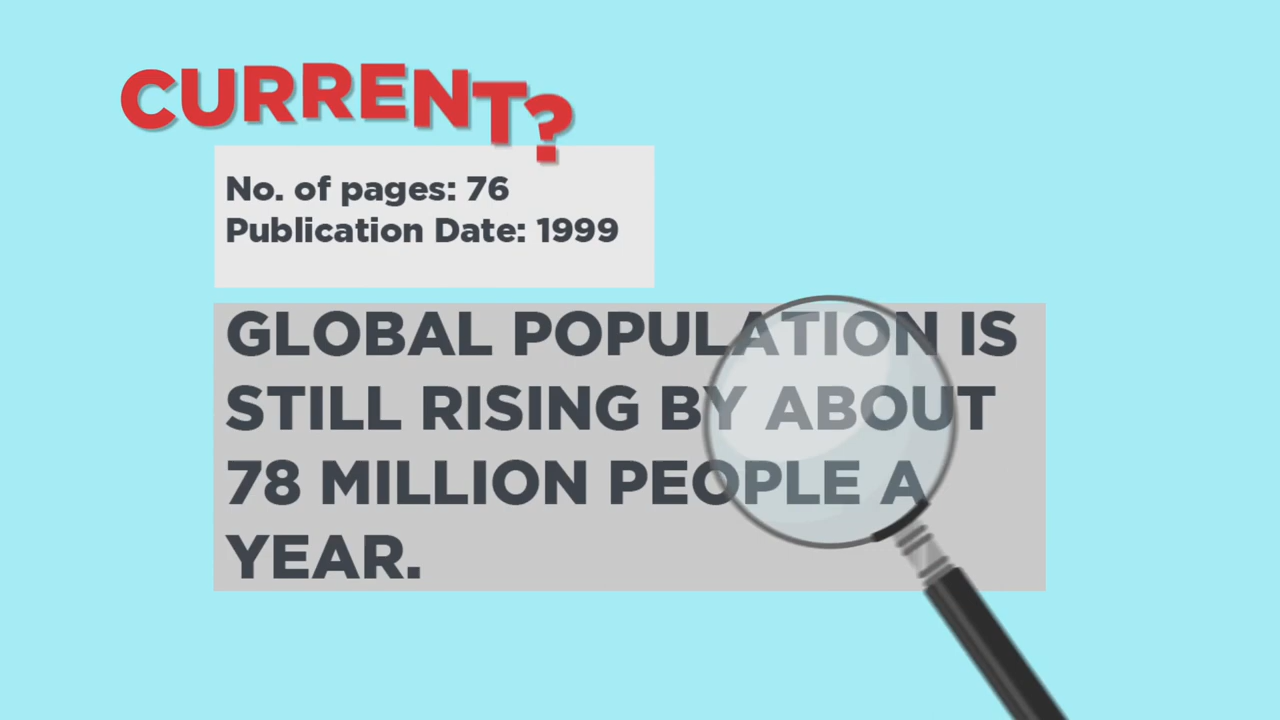 CURRENT?
No. of pages: 76
Publication Date: 1999
GLOBAL POPULATION IS
STILL RISING BY ABOUT
78 MILLION PEOPLE A
YEAR.